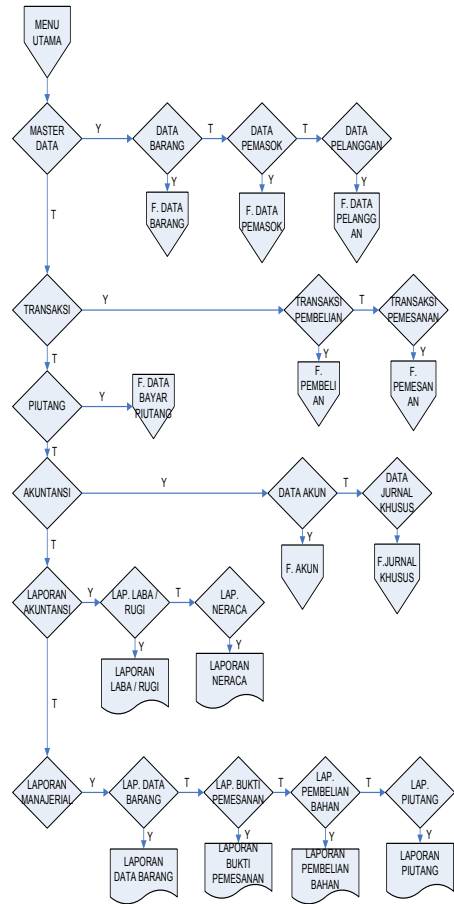 MENU
UTAMA
MASTER
DATA
Y
DATA
BARANG
T
DATA
PEMASOK
T
DATA
PELANGGAN
Y
Y
Y
F. DATA
BARANG
F. DATA
PEMASOK
F. DATA
PELANGG
AN
T
TRANSAKSI
Y
TRANSAKSI
PEMBELIAN
T
TRANSAKSI
PEMESANAN
T
Y
Y
F.
PEMBELI
AN
F.
PEMESAN
AN
PIUTANG
Y
F. DATA
BAYAR
PIUTANG
T
AKUNTANSI
Y
DATA AKUN
T
DATA
JURNAL
KHUSUS
T
Y
Y
F. AKUN
F.JURNAL
KHUSUS
LAPORAN
AKUNTANSI
Y
LAP. LABA /
RUGI
T
LAP.
NERACA
Y
Y
LAPORAN
LABA / RUGI
LAPORAN
NERACA
T
LAPORAN
MANAJERIAL
Y
LAP. DATA
BARANG
T
LAP. BUKTI
PEMESANAN
T
LAP.
PEMBELIAN
BAHAN
T
LAP.
PIUTANG
Y
Y
Y
Y
LAPORAN
DATA BARANG
LAPORAN
BUKTI
PEMESANAN
LAPORAN
PEMBELIAN
BAHAN
LAPORAN
PIUTANG